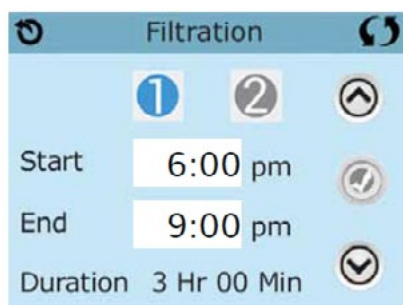 Filtration
1 2
Start 6:00 pm
End 9:00 pm
Duration 3 Hr 00 Min